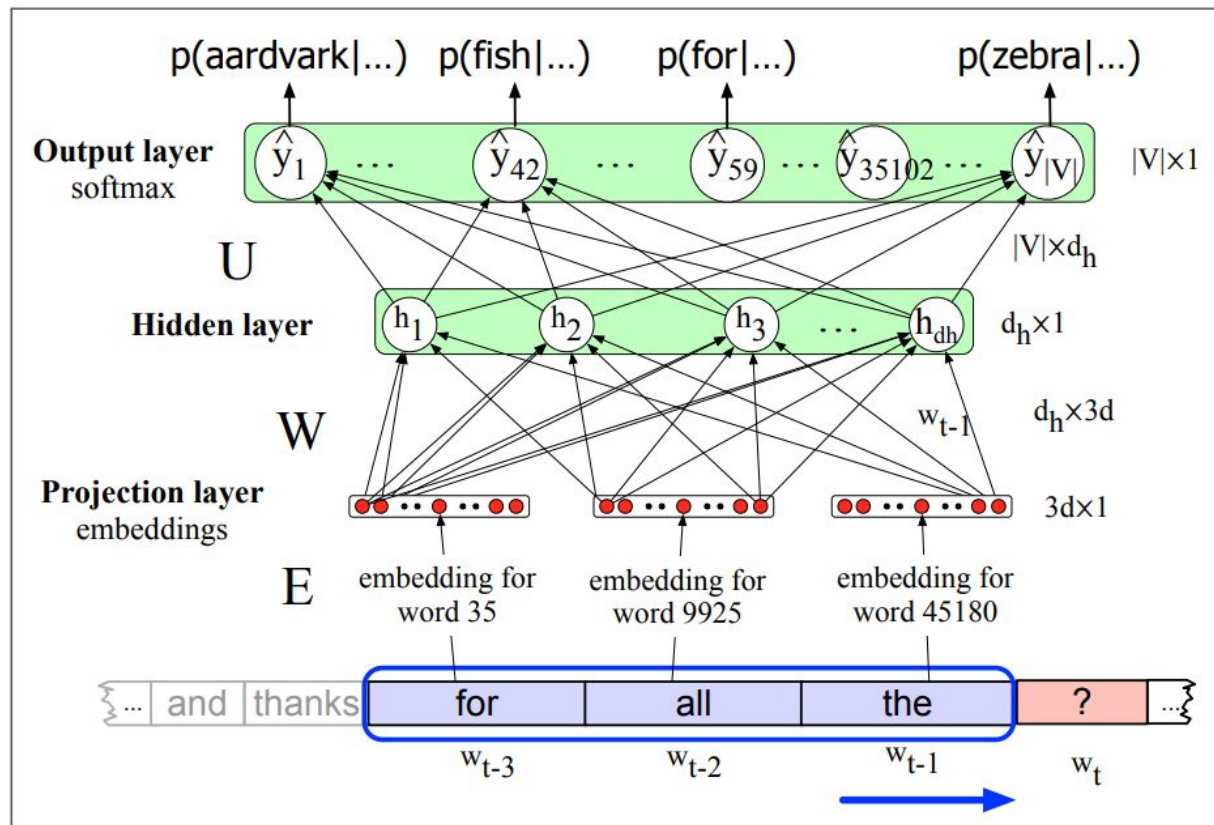 p(aardvark|...) p(fish|...) p(for|...) p(zebra|...)
Output layer
softmax
ŷ1 ... ŷ42 ... ŷ59 ... ŷ35102 ... ŷ|V|
|V|×1
U
|V|×dh
Hidden layer
h1 h2 h3 ... hdh
dh×1
W
wt-1
dh×3d
Projection layer
embeddings
3d×1
E
embedding for
word 35
embedding for
word 9925
embedding for
word 45180
... and thanks for all the ? ...
wt-3 wt-2 wt-1 wt